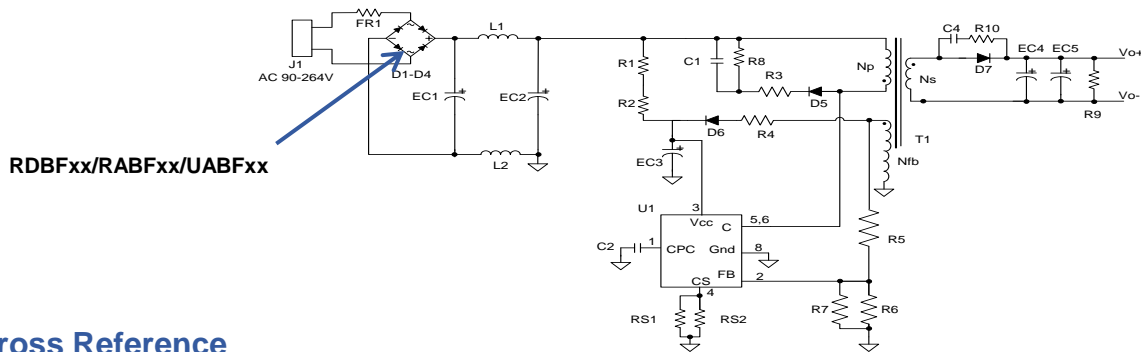 FR1
J1
AC 90-264V
D1-D4
L1
EC1
EC2
L2
R1
R2
C1
R8
R3
D5
Np
Ns
C4
R10
D7
EC4
EC5
Vo+
Vo-
R9
D6
R4
T1
Nfb
EC3
RDBFxx/RABFxx/UABFxx
U1
3
Vcc
C
5,6
C2
1
CPC
Gnd
8
FB
2
CS
4
R5
RS1
RS2
R7
R6
ross Reference